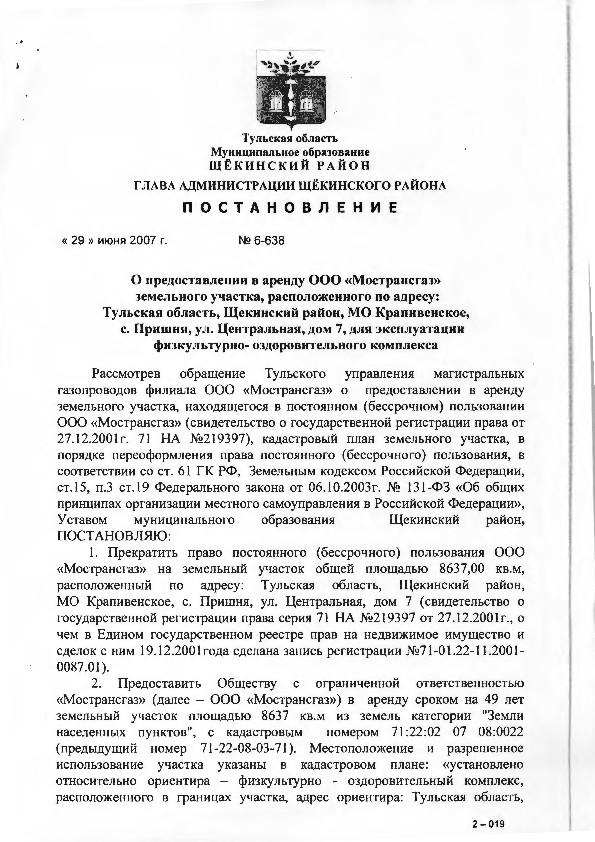 Тульская область
Муниципальное образование
ЩЁКИНСКИЙ РАЙОН
ГЛАВА АДМИНИСТРАЦИИ ЩЁКИНСКОГО РАЙОНА
ПОСТАНОВЛЕНИЕ
« 29 » июня 2007 г. № 6-638
О предоставлении в аренду ООО «Мострансгаз»
земельного участка, расположенного по адресу:
Тульская область, Щекинский район, МО Крапивенское,
с. Пришня, ул. Центральная, дом 7, для эксплуатации
физкультурно- оздоровительного комплекса
Рассмотрев обращение Тульского управления магистральных
газопроводов филиала ООО «Мострансгаз» о предоставлении в аренду
земельного участка, находящегося в постоянном (бессрочном) пользовании
ООО «Мострансгаз» (свидетельство о государственной регистрации права от
27.12.2001г. 71 НА №219397), кадастровый план земельного участка, в
порядке переоформления права постоянного (бессрочного) пользования, в
соответствии со ст. 61 ГК РФ, Земельным кодексом Российской Федерации,
ст.15, п.3 ст.19 Федерального закона от 06.10.2003г. № 131-ФЗ «Об общих
принципах организации местного самоуправления в Российской Федерации»,
Уставом муниципального образования Щекинский район,
ПОСТАНОВЛЯЮ:
1. Прекратить право постоянного (бессрочного) пользования ООО
«Мострансгаз» на земельный участок общей площадью 8637,00 кв.м,
расположенный по адресу: Тульская область, Щекинский район,
МО Крапивенское, с. Пришня, ул. Центральная, дом 7 (свидетельство о
государственной регистрации права серия 71 НА №219397 от 27.12.2001г., о
чем в Едином государственном реестре прав на недвижимое имущество и
сделок с ним 19.12.2001года сделана запись регистрации №71-01.22-11.2001-
0087.01).
2. Предоставить Обществу с ограниченной ответственностью
«Мострансгаз» (далее – ООО «Мострансгаз») в аренду сроком на 49 лет
земельный участок площадью 8637 кв.м из земель категории "Земли
населенных пунктов", с кадастровым номером 71:22:02 07 08:0022
(предыдущий номер 71-22-08-03-71). Местоположение и разрешенное
использование участка указаны в кадастровом плане: «установлено
относительно ориентира – физкультурно - оздоровительный комплекс,
расположенного в границах участка, адрес ориентира: Тульская область,
2 – 019